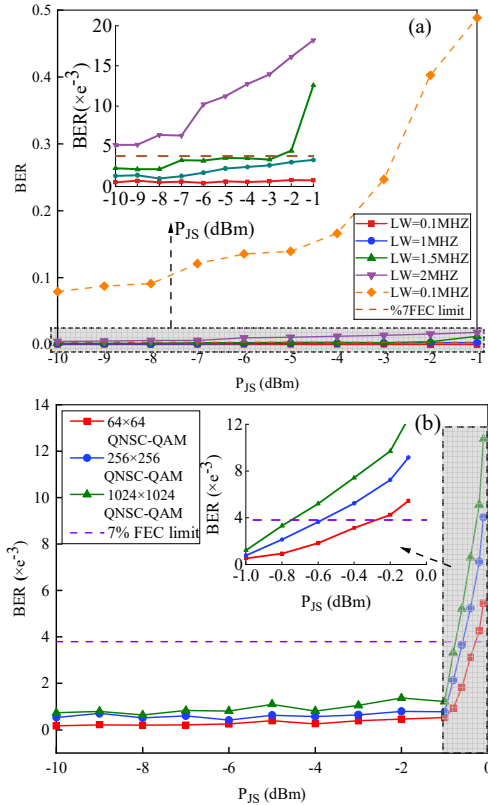 (a)
0.5
0.4
0.3
0.2
0.1
0.0
BER
20
15
10
5
0
BER(×e⁻³)
-10 -9 -8 -7 -6 -5 -4 -3 -2 -1
P_JS (dBm)
LW=0.1MHZ
LW=1MHZ
LW=1.5MHZ
LW=2MHZ
LW=0.1MHZ
%7FEC limit
-10 -9 -8 -7 -6 -5 -4 -3 -2 -1
P_JS (dBm)
(b)
14
12
10
8
6
4
2
0
BER (×e⁻³)
64×64
QNSC-QAM
256×256
QNSC-QAM
1024×1024
QNSC-QAM
7% FEC limit
12
8
4
0
BER (×e⁻³)
-1.0 -0.8 -0.6 -0.4 -0.2 0.0
P_JS (dBm)
-10 -8 -6 -4 -2 0
P_JS (dBm)